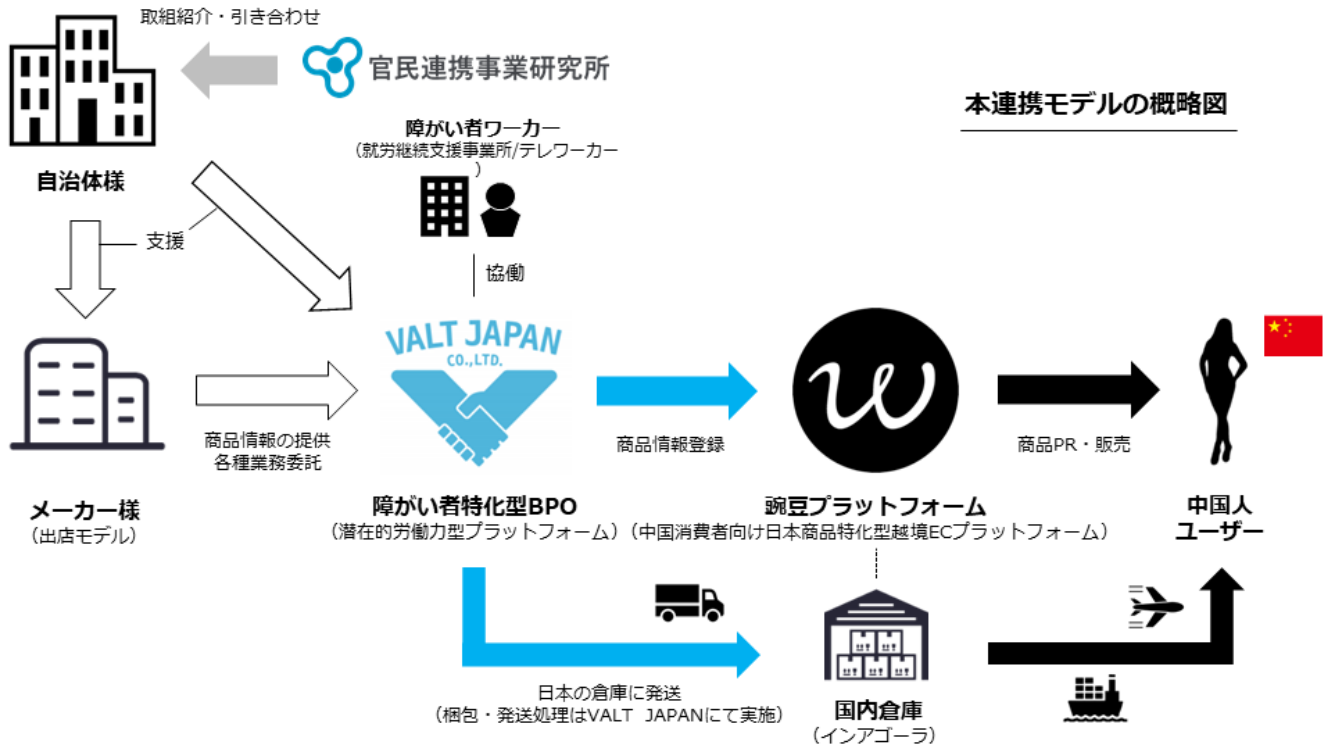 取組紹介・引き合わせ
官民連携事業研究所
本連携モデルの概略図
障がい者ワーカー
（就労継続支援事業所/テレワーカー
）
自治体様
支援
協働
VALT JAPAN
CO.,LTD.
w
商品情報の提供
各種業務委託
商品情報登録
商品PR・販売
メーカー様
（出店モデル）
障がい者特化型BPO
（潜在的労働力型プラットフォーム）
豌豆プラットフォーム
（中国消費者向け日本商品特化型越境ECプラットフォーム）
中国人
ユーザー
日本の倉庫に発送
（梱包・発送処理はVALT JAPANにて実施）
国内倉庫
（インアゴーラ）